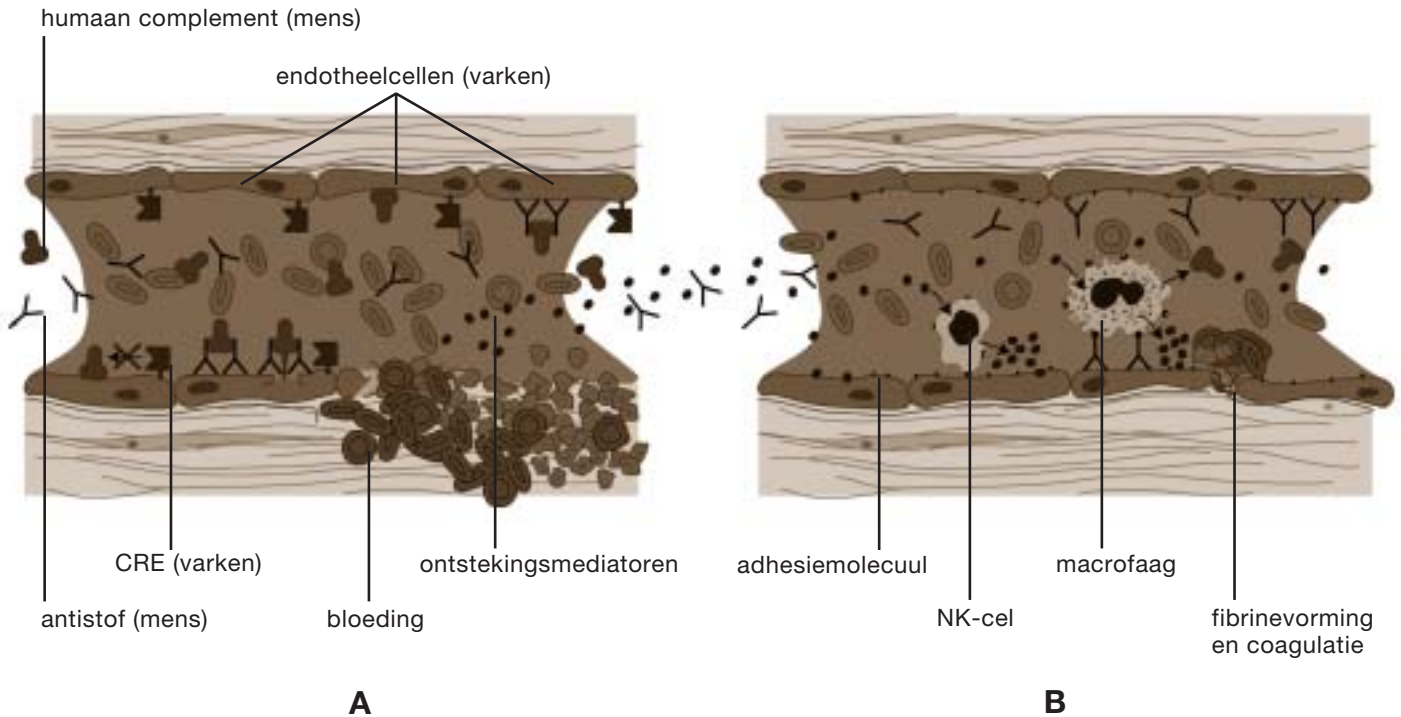 humaan complement (mens)
endotheelcellen (varken)
CRE (varken)
ontstekingsmediatoren
adhesiemolecuul
macrofaag
antistof (mens)
bloeding
NK-cel
fibrinevorming
en coagulatie
A
B